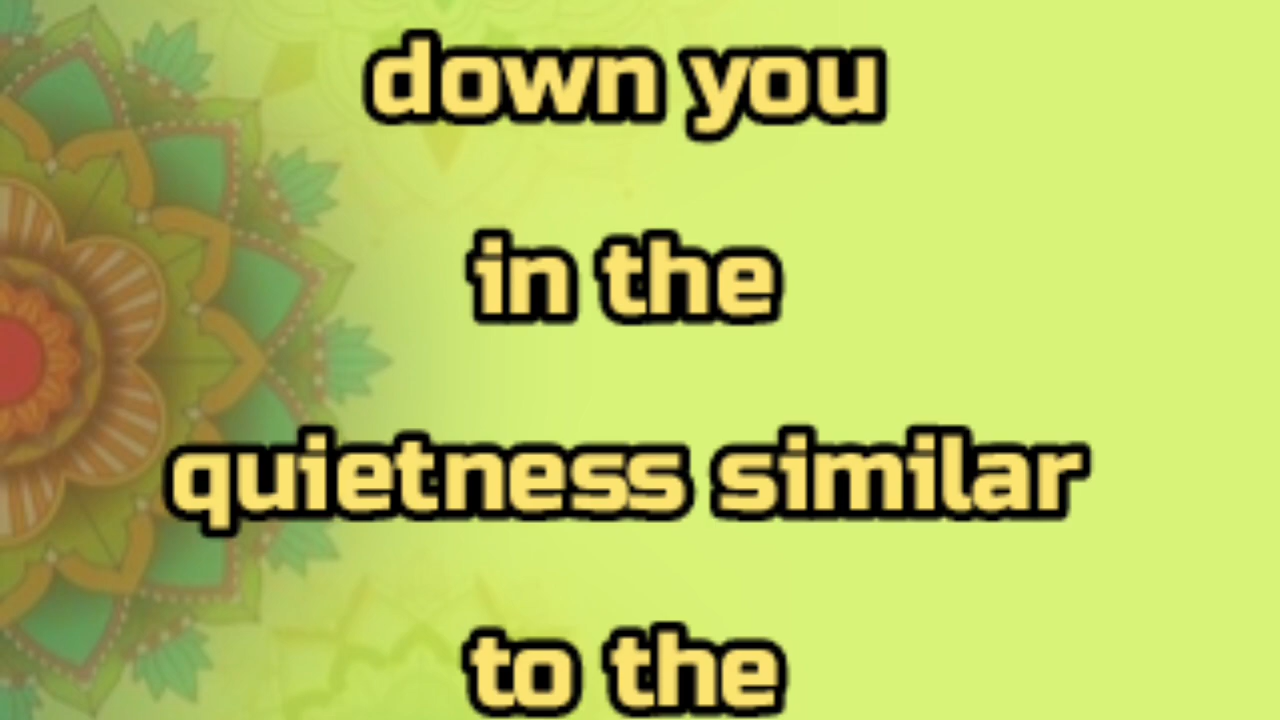 down you
in the
quietness similar
to the